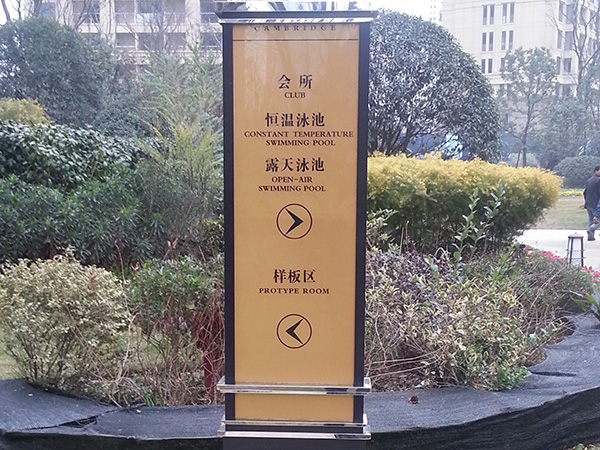 CAMBRIDGE
会所
CLUB
恒温泳池
CONSTANT TEMPERATURE
SWIMMING POOL
露天泳池
OPEN-AIR
SWIMMING POOL
样板区
PROTYPE ROOM